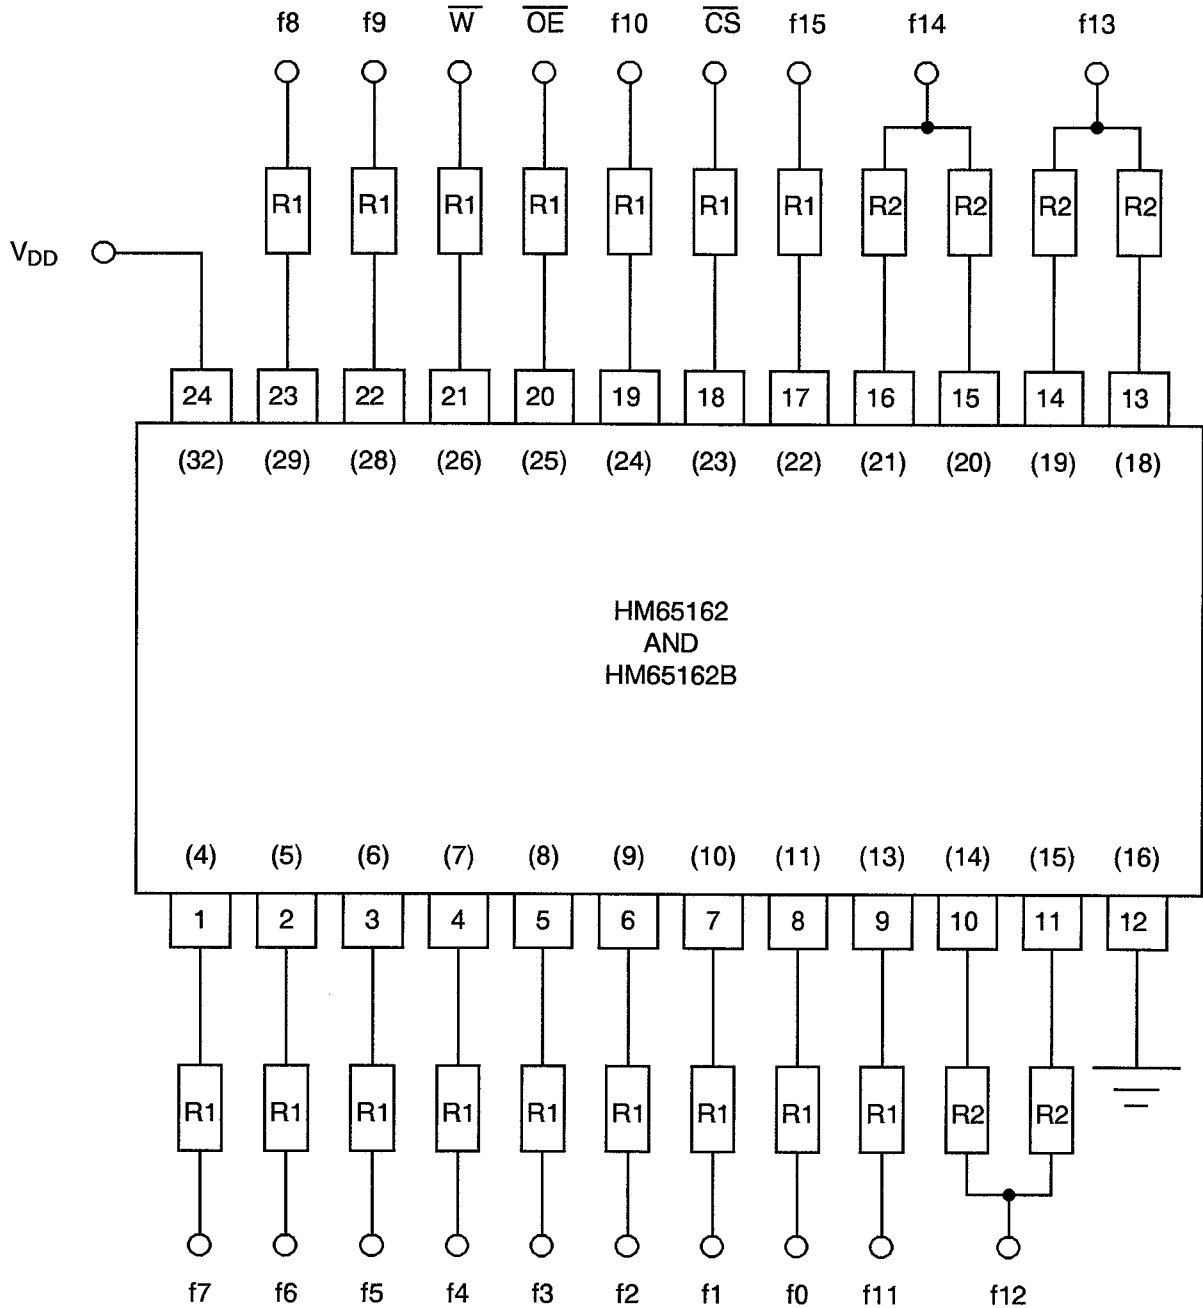 f8 f9 W̅ O̅E̅ f10 C̅S̅ f15 f14 f13
R1 R1 R1 R1 R1 R1 R1 R2 R2 R2 R2
VDD
24 23 22 21 20 19 18 17 16 15 14 13
(32) (29) (28) (26) (25) (24) (23) (22) (21) (20) (19) (18)
HM65162
AND
HM65162B
(4) (5) (6) (7) (8) (9) (10) (11) (13) (14) (15) (16)
1 2 3 4 5 6 7 8 9 10 11 12
R1 R1 R1 R1 R1 R1 R1 R1 R1 R2 R2
f7 f6 f5 f4 f3 f2 f1 f0 f11 f12